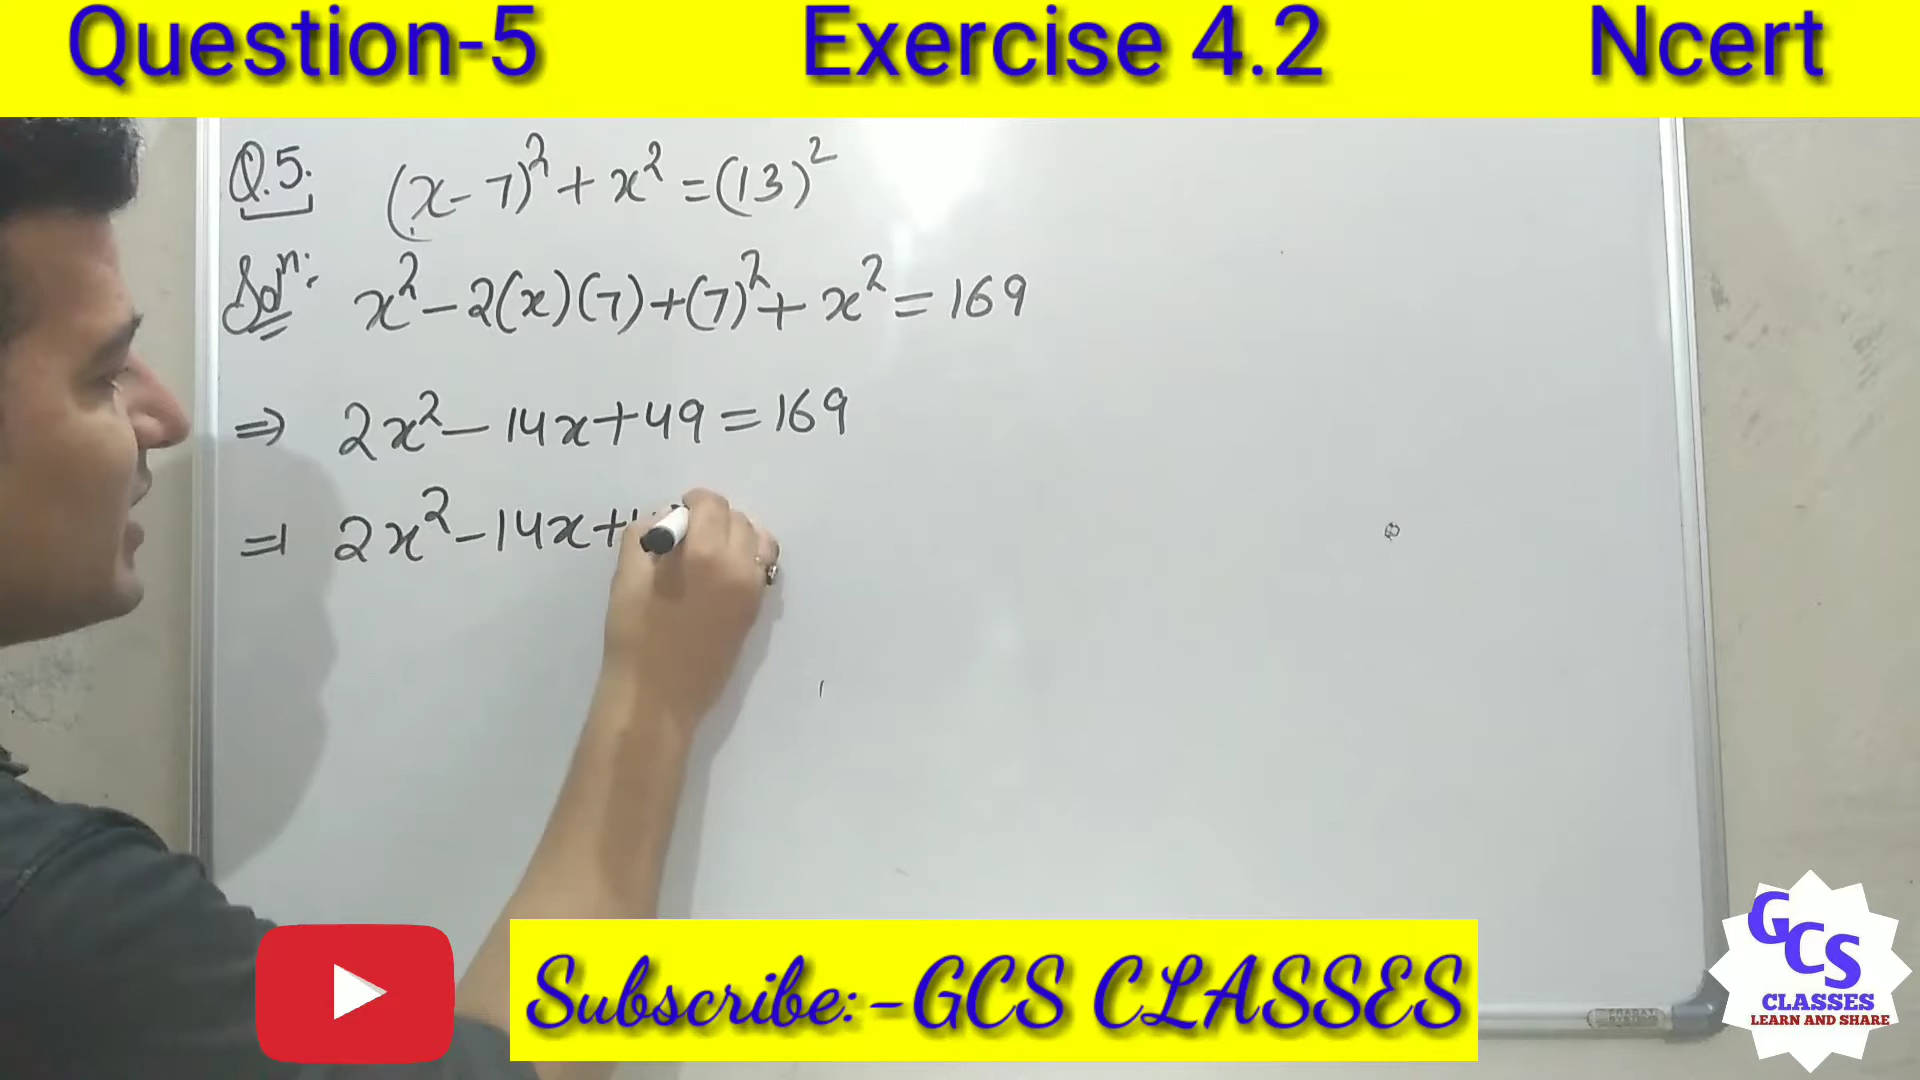 Question-5 Exercise 4.2 Ncert
Q.5. (x-7)² + x² = (13)²
Solⁿ: x² - 2(x)(7) + (7)² + x² = 169
⇒ 2x² - 14x + 49 = 169
⇒ 2x² - 14x +
Subscribe:-GCS CLASSES
GCS
CLASSES
LEARN AND SHARE